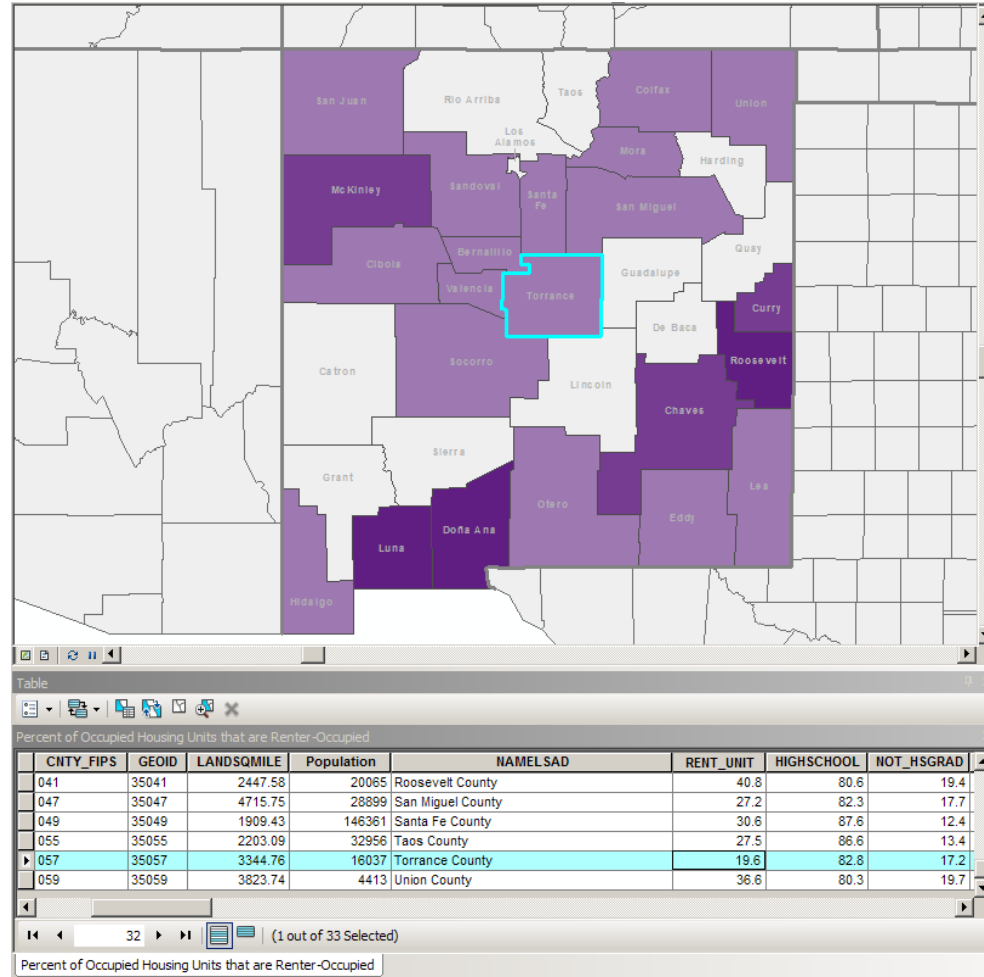 San Juan
Rio Arriba
Taos
Colfax
Union
Los
Alamos
Mora
Harding
McKinley
Sandoval
Santa
Fe
San Miguel
Quay
Bernalillo
Cibola
Guadalupe
Valencia
Torrance
Curry
De Baca
Roosevelt
Socorro
Catron
Lincoln
Chaves
Sierra
Grant
Lea
Otero
Eddy
Doña Ana
Luna
Hidalgo
Table
Percent of Occupied Housing Units that are Renter-Occupied
CNTY_FIPS GEOID LANDSQMILE Population NAMELSAD RENT_UNIT HIGHSCHOOL NOT_HSGRAD
041 35041 2447.58 20065 Roosevelt County 40.8 80.6 19.4
047 35047 4715.75 28899 San Miguel County 27.2 82.3 17.7
049 35049 1909.43 146361 Santa Fe County 30.6 87.6 12.4
055 35055 2203.09 32956 Taos County 27.5 86.6 13.4
057 35057 3344.76 16037 Torrance County 19.6 82.8 17.2
059 35059 3823.74 4413 Union County 36.6 80.3 19.7
32 (1 out of 33 Selected)
Percent of Occupied Housing Units that are Renter-Occupied